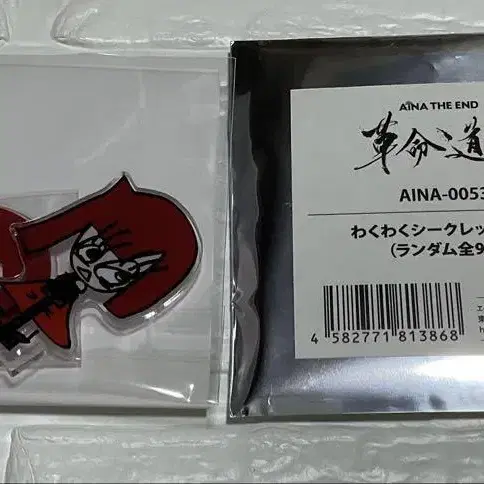 AiNA THE END
革命道
AINA-0053
わくわくシークレッ
(ランダム全9
4 582771 813868